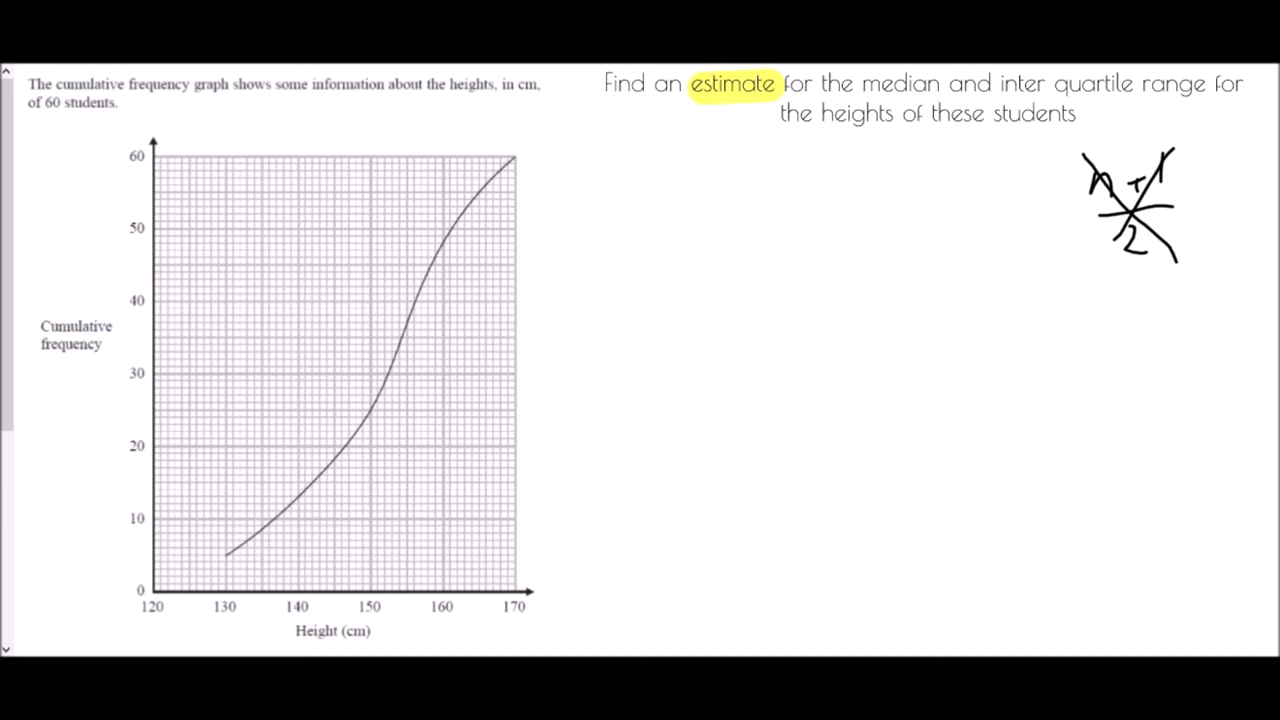 The cumulative frequency graph shows some information about the heights, in cm,
of 60 students.
Find an estimate for the median and inter quartile range for
the heights of these students
n + 1
2
60
50
40
Cumulative
frequency
30
20
10
0
120 130 140 150 160 170
Height (cm)